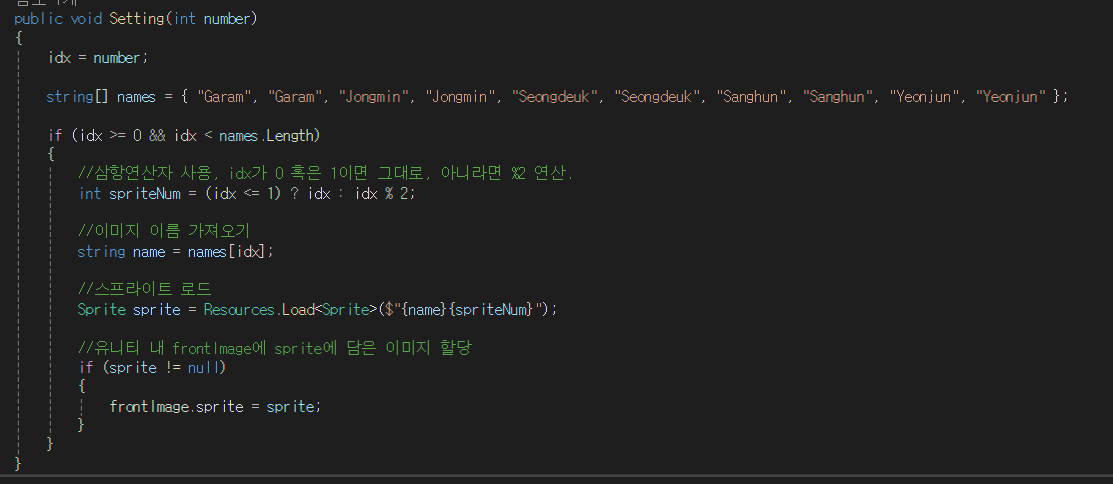 public void Setting(int number)
{
idx = number;
string[] names = { "Garam", "Garam", "Jongmin", "Jongmin", "Seongdeuk", "Seongdeuk", "Sanghun", "Sanghun", "Yeonjun", "Yeonjun" };
if (idx >= 0 && idx < names.Length)
{
//삼항연산자 사용, idx가 0 혹은 1이면 그대로, 아니라면 %2 연산.
int spriteNum = (idx <= 1) ? idx : idx % 2;
//이미지 이름 가져오기
string name = names[idx];
//스프라이트 로드
Sprite sprite = Resources.Load<Sprite>($"{name}{spriteNum}");
//유니티 내 frontImage에 sprite에 담은 이미지 할당
if (sprite != null)
{
frontImage.sprite = sprite;
}
}
}